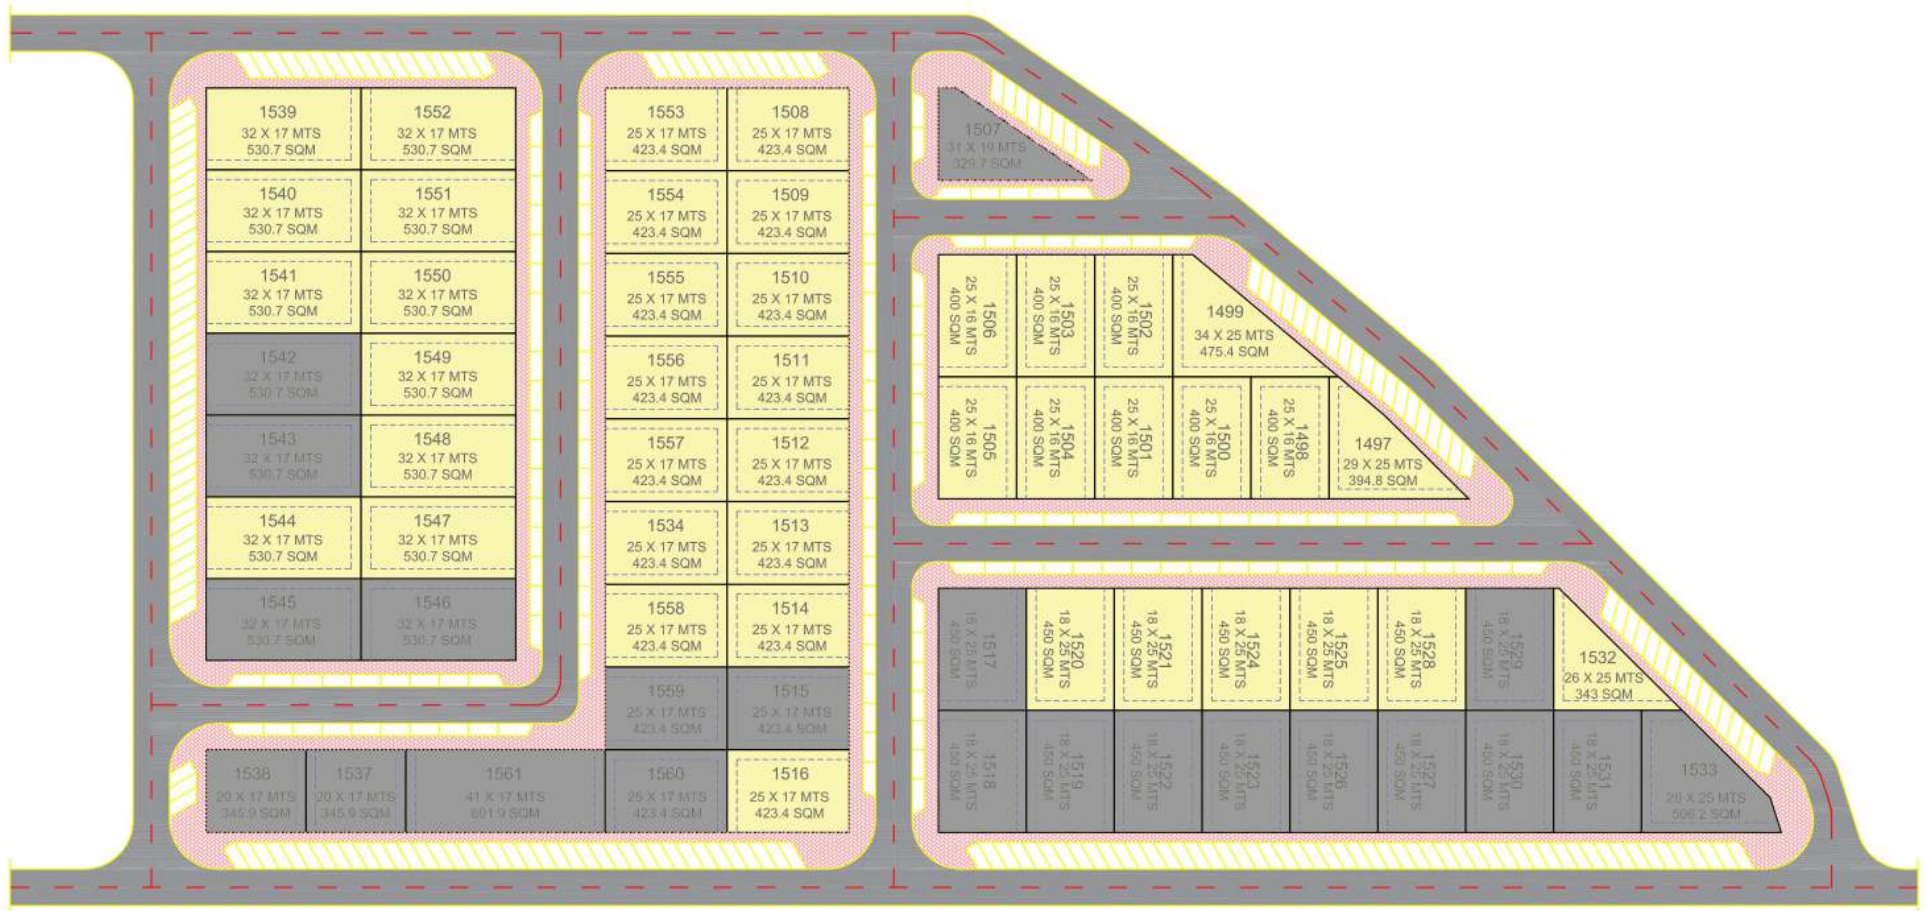 1539
32 X 17 MTS
530.7 SQM
1552
32 X 17 MTS
530.7 SQM
1540
32 X 17 MTS
530.7 SQM
1551
32 X 17 MTS
530.7 SQM
1541
32 X 17 MTS
530.7 SQM
1550
32 X 17 MTS
530.7 SQM
1542
32 X 17 MTS
530.7 SQM
1549
32 X 17 MTS
530.7 SQM
1543
32 X 17 MTS
530.7 SQM
1548
32 X 17 MTS
530.7 SQM
1544
32 X 17 MTS
530.7 SQM
1547
32 X 17 MTS
530.7 SQM
1545
32 X 17 MTS
530.7 SQM
1546
32 X 17 MTS
530.7 SQM
1553
25 X 17 MTS
423.4 SQM
1508
25 X 17 MTS
423.4 SQM
1554
25 X 17 MTS
423.4 SQM
1509
25 X 17 MTS
423.4 SQM
1555
25 X 17 MTS
423.4 SQM
1510
25 X 17 MTS
423.4 SQM
1556
25 X 17 MTS
423.4 SQM
1511
25 X 17 MTS
423.4 SQM
1557
25 X 17 MTS
423.4 SQM
1512
25 X 17 MTS
423.4 SQM
1534
25 X 17 MTS
423.4 SQM
1513
25 X 17 MTS
423.4 SQM
1558
25 X 17 MTS
423.4 SQM
1514
25 X 17 MTS
423.4 SQM
1559
25 X 17 MTS
423.4 SQM
1515
25 X 17 MTS
423.4 SQM
1538
20 X 17 MTS
345.9 SQM
1537
20 X 17 MTS
345.9 SQM
1561
41 X 17 MTS
691.9 SQM
1560
25 X 17 MTS
423.4 SQM
1516
25 X 17 MTS
423.4 SQM
1507
31 X 19 MTS
329.7 SQM
1506
25 X 16 MTS
400 SQM
1503
25 X 16 MTS
400 SQM
1502
25 X 16 MTS
400 SQM
1499
34 X 25 MTS
475.4 SQM
1505
25 X 16 MTS
400 SQM
1504
25 X 16 MTS
400 SQM
1501
25 X 16 MTS
400 SQM
1500
25 X 16 MTS
400 SQM
1498
25 X 16 MTS
400 SQM
1497
29 X 25 MTS
394.8 SQM
1517
18 X 25 MTS
450 SQM
1520
18 X 25 MTS
450 SQM
1521
18 X 25 MTS
450 SQM
1524
18 X 25 MTS
450 SQM
1525
18 X 25 MTS
450 SQM
1528
18 X 25 MTS
450 SQM
1529
18 X 25 MTS
450 SQM
1532
26 X 25 MTS
343 SQM
1518
18 X 25 MTS
450 SQM
1519
18 X 25 MTS
450 SQM
1522
18 X 25 MTS
450 SQM
1523
18 X 25 MTS
450 SQM
1526
18 X 25 MTS
450 SQM
1527
18 X 25 MTS
450 SQM
1530
18 X 25 MTS
450 SQM
1531
18 X 25 MTS
450 SQM
1533
29 X 25 MTS
506.2 SQM